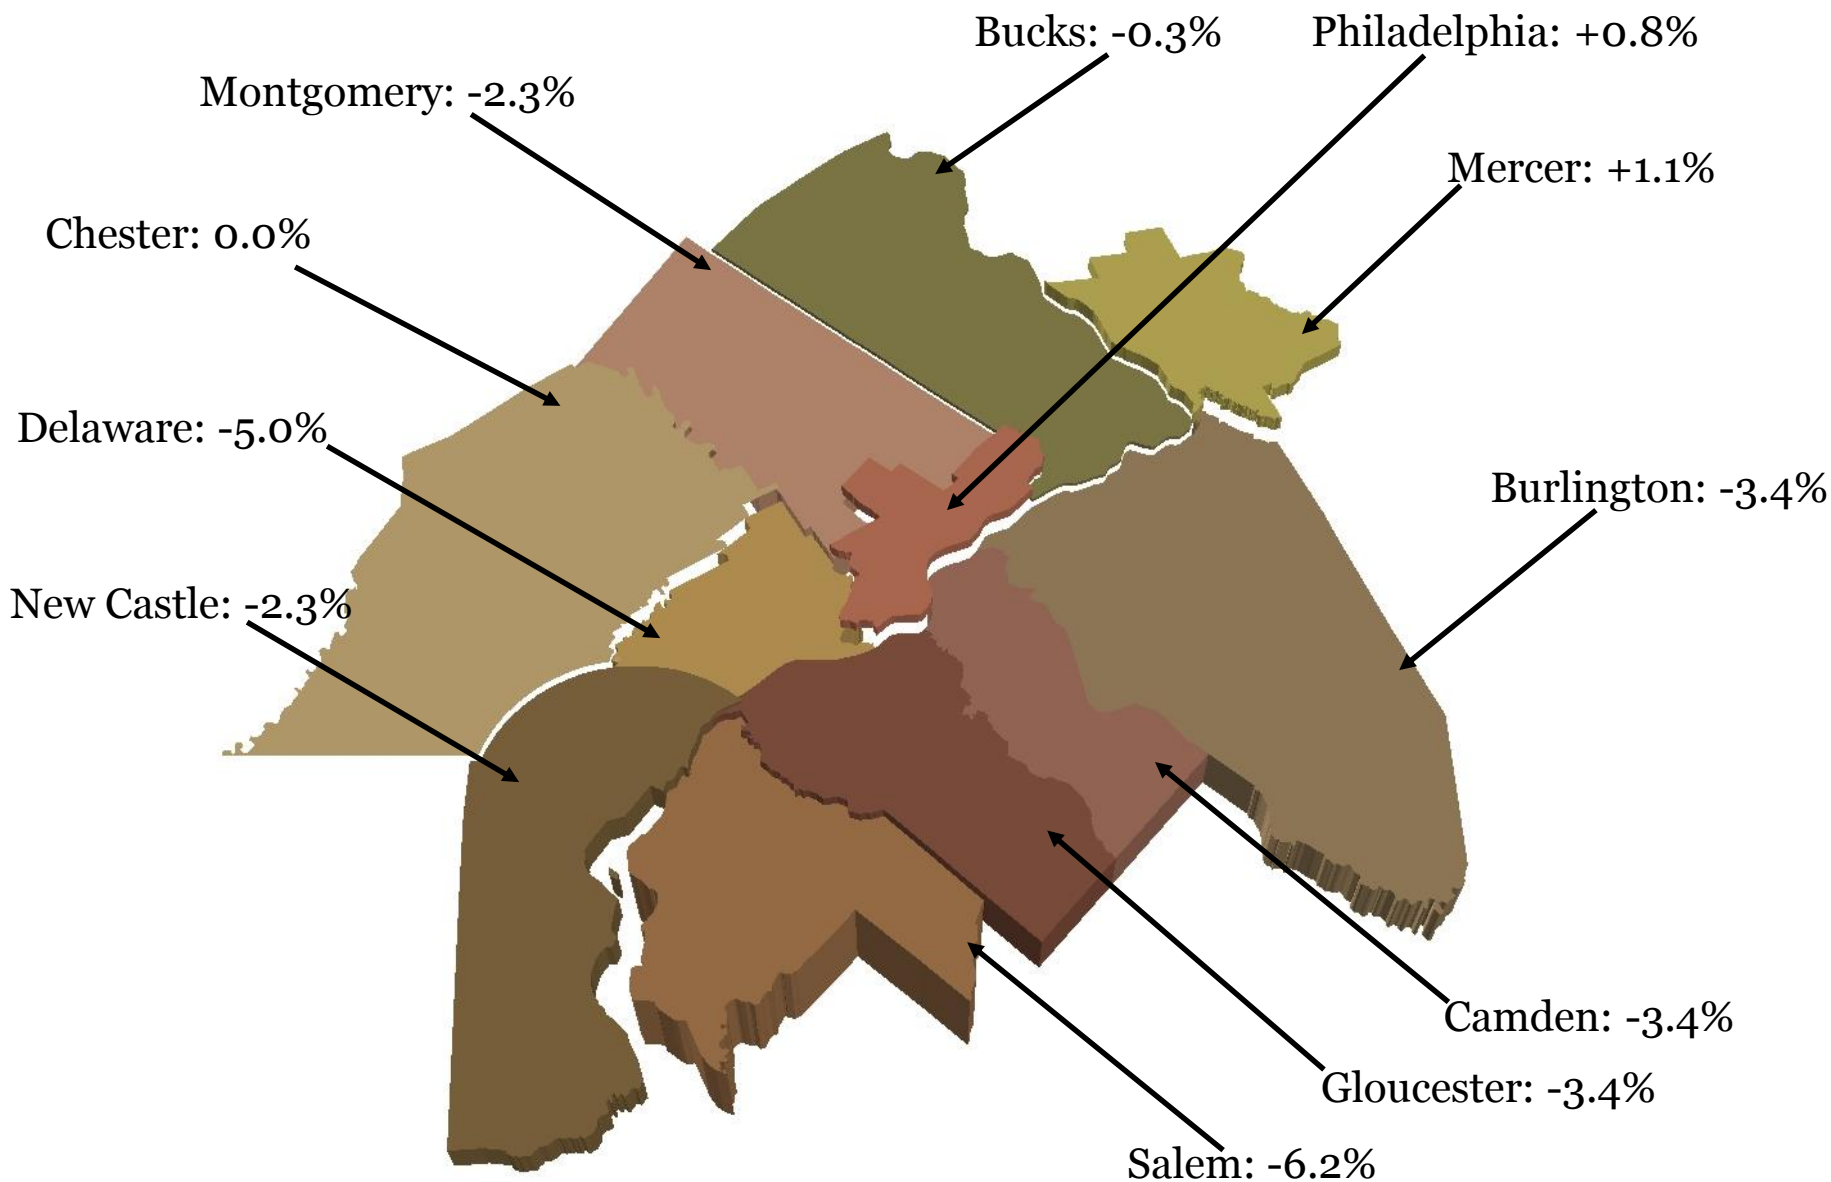 Bucks: -0.3%
Philadelphia: +0.8%
Montgomery: -2.3%
Mercer: +1.1%
Chester: 0.0%
Delaware: -5.0%
Burlington: -3.4%
New Castle: -2.3%
Camden: -3.4%
Gloucester: -3.4%
Salem: -6.2%